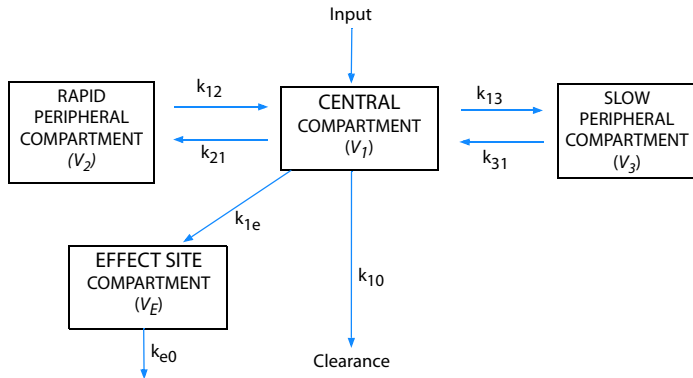 Input
RAPID
PERIPHERAL
COMPARTMENT
(V2)
k12
k21
CENTRAL
COMPARTMENT
(V1)
k13
k31
SLOW
PERIPHERAL
COMPARTMENT
(V3)
k1e
EFFECT SITE
COMPARTMENT
(VE)
k10
ke0
Clearance